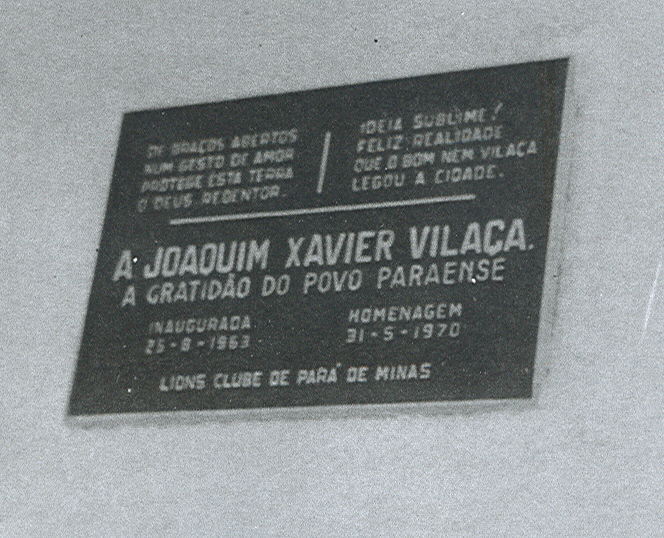 DE BRAÇOS ABERTOS
NUM GESTO DE AMOR
PROTEGE ESTA TERRA
O DEUS, REDENTOR.
IDÉIA SUBLIME!
FELIZ REALIDADE
QUE O BOM NEM VILAÇA
LEGOU A CIDADE.
A JOAQUIM XAVIER VILAÇA.
A GRATIDÃO DO POVO PARAENSE
INAUGURADA
25-8-1963
HOMENAGEM
31-5-1970
LIONS CLUBE DE PARÁ DE MINAS